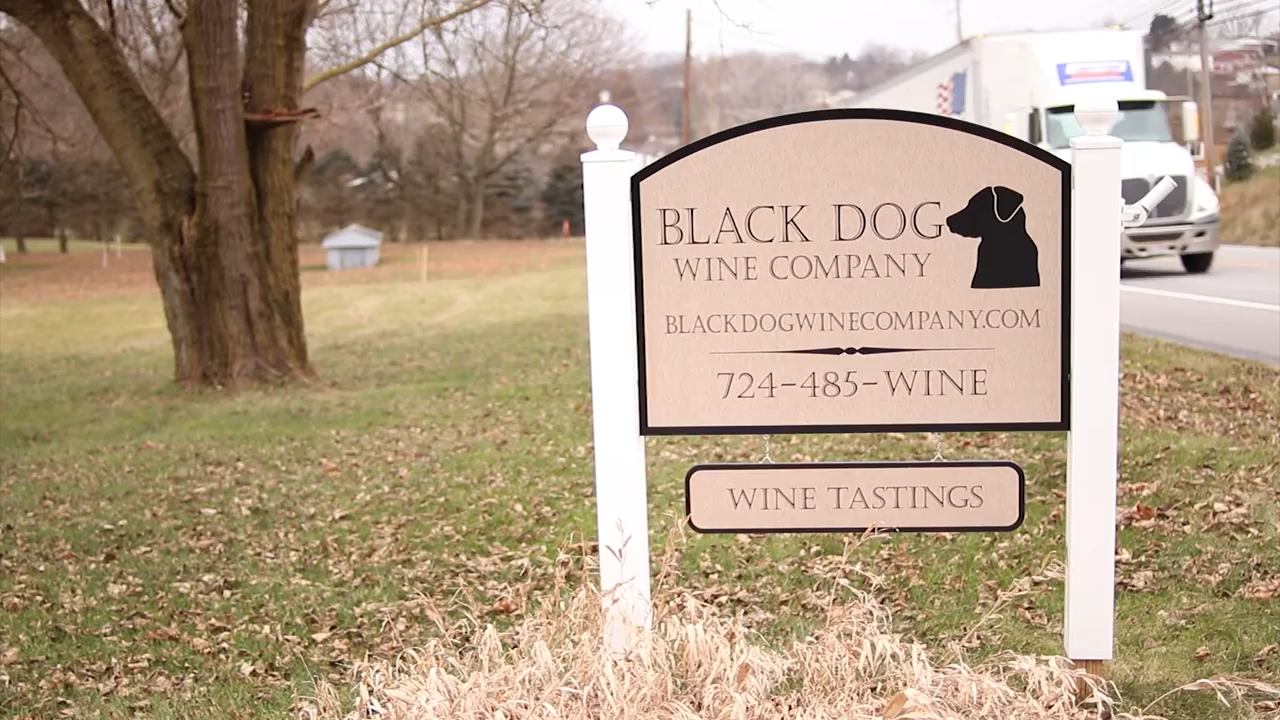 BLACK DOG
WINE COMPANY
BLACKDOGWINECOMPANY.COM
724-485-WINE
WINE TASTINGS